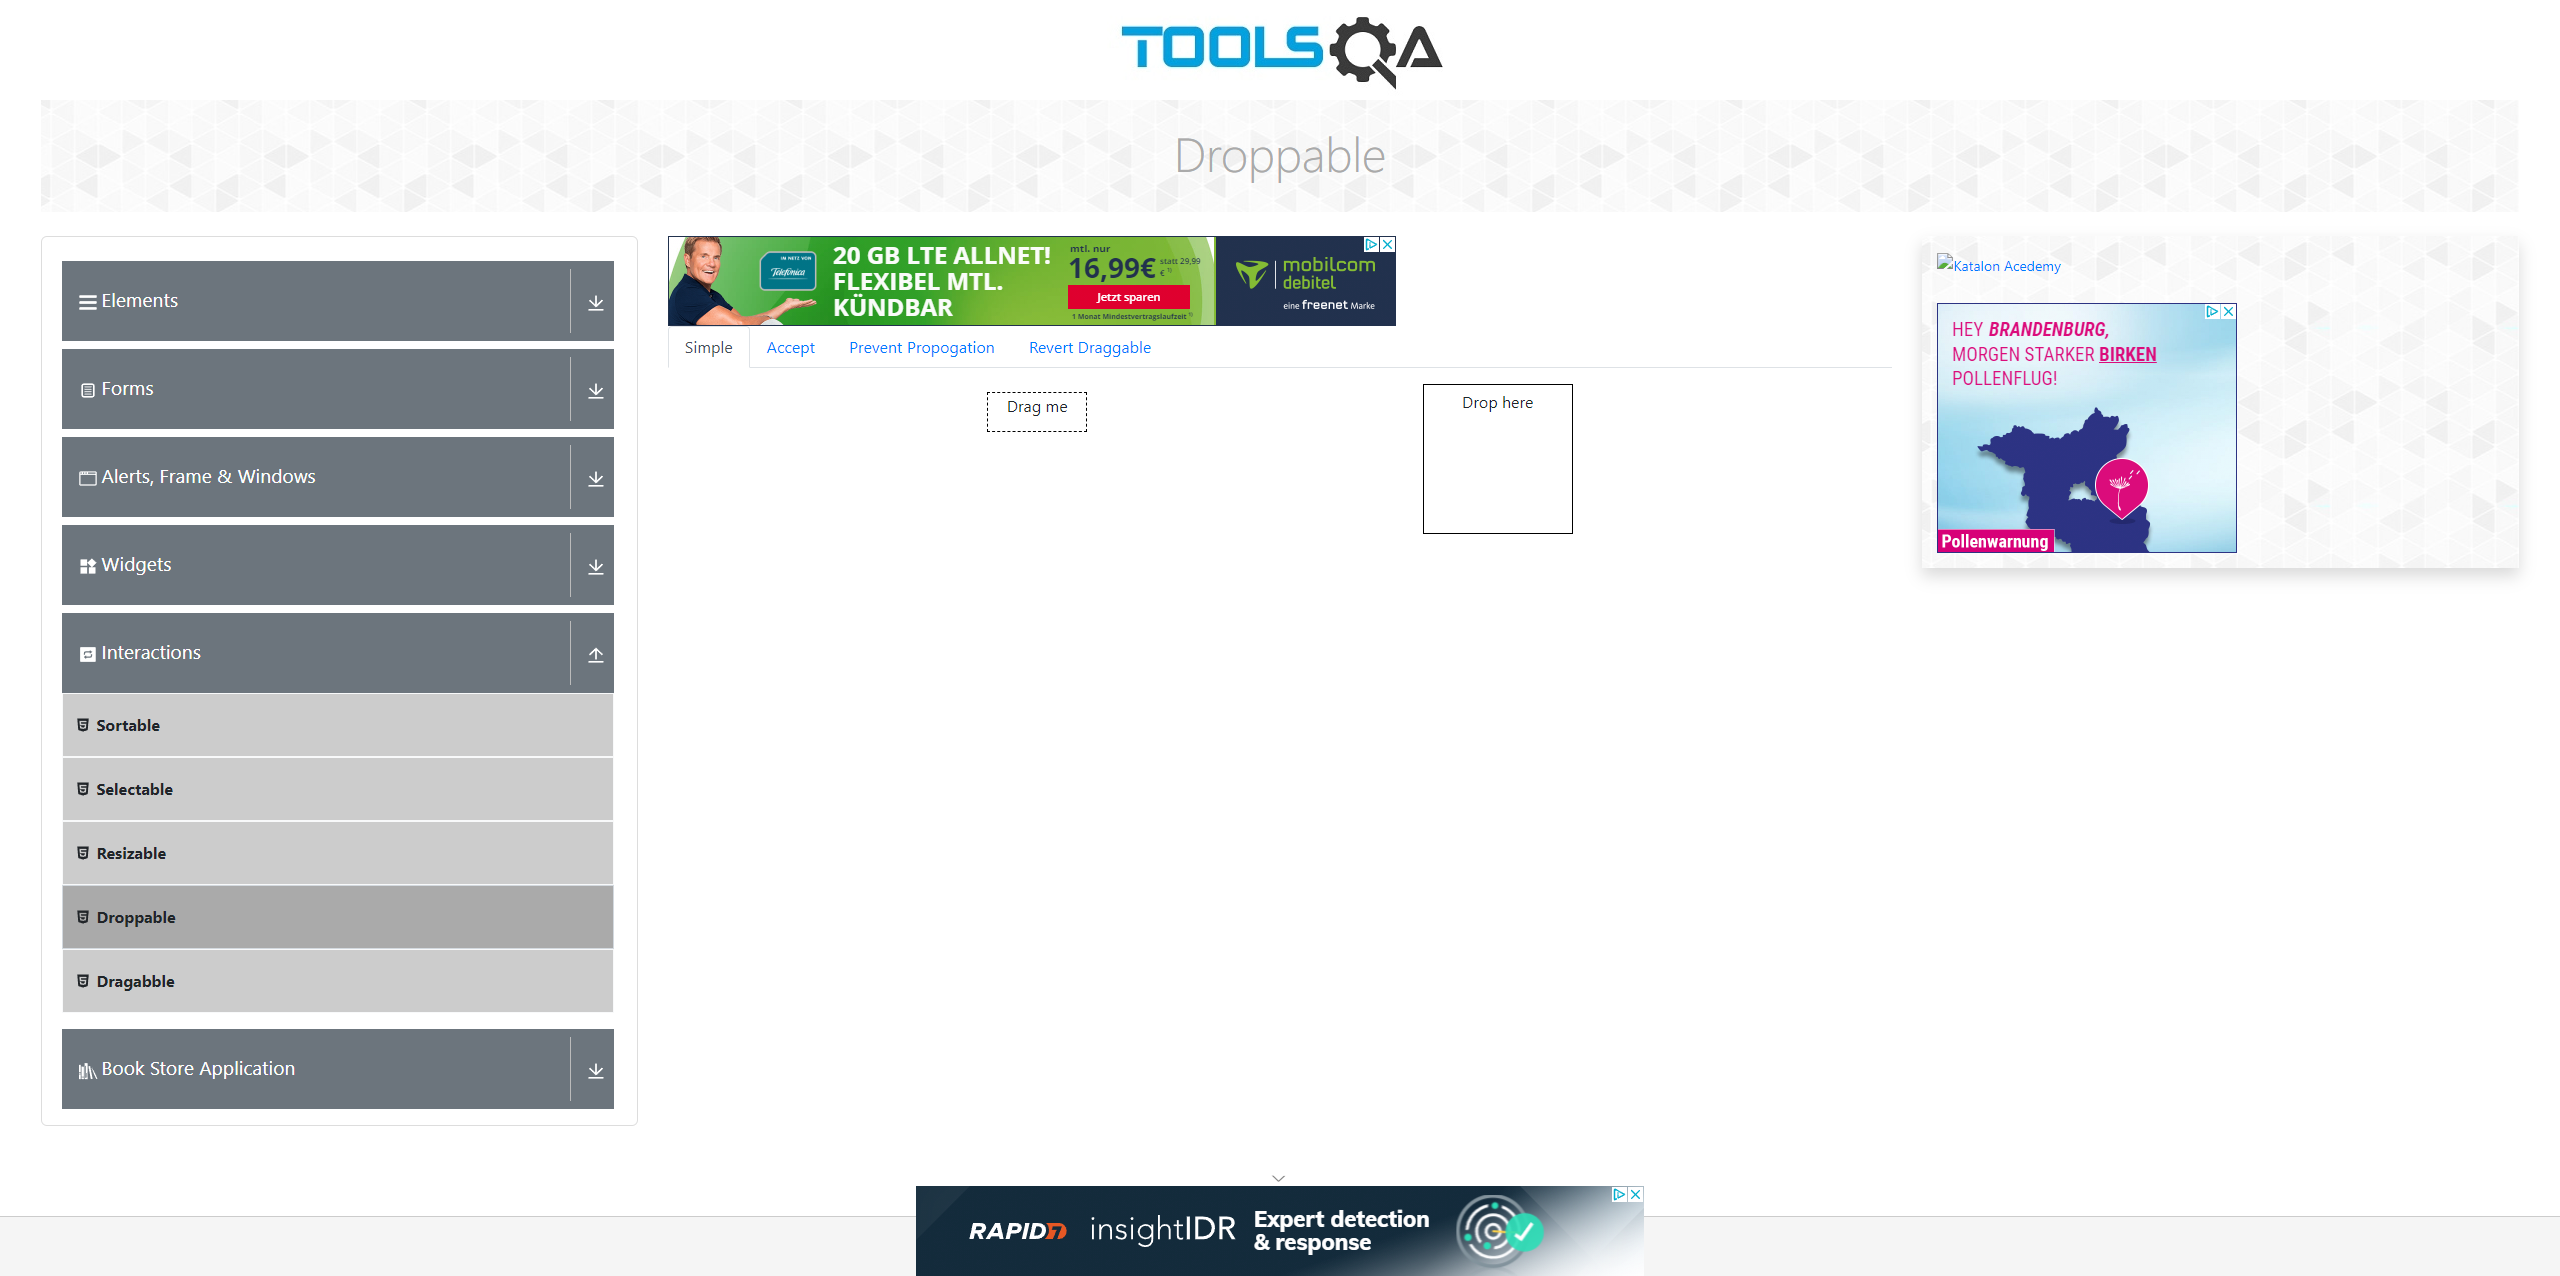 TOOLSQA
Droppable
Elements
Forms
Alerts, Frame & Windows
Widgets
Interactions
Sortable
Selectable
Resizable
Droppable
Dragabble
Book Store Application
IM NETZ VON
Telefónica
20 GB LTE ALLNET!
FLEXIBEL MTL.
KÜNDBAR
mtl. nur
16,99€ statt 29,99 € 1)
Jetzt sparen
1 Monat Mindestvertragslaufzeit
mobilcom
debitel
eine freenet Marke
Simple Accept Prevent Propogation Revert Draggable
Drag me
Drop here
Katalon Acedemy
HEY BRANDENBURG,
MORGEN STARKER BIRKEN
POLLENFLUG!
Pollenwarnung
RAPID7 insightIDR
Expert detection
& response